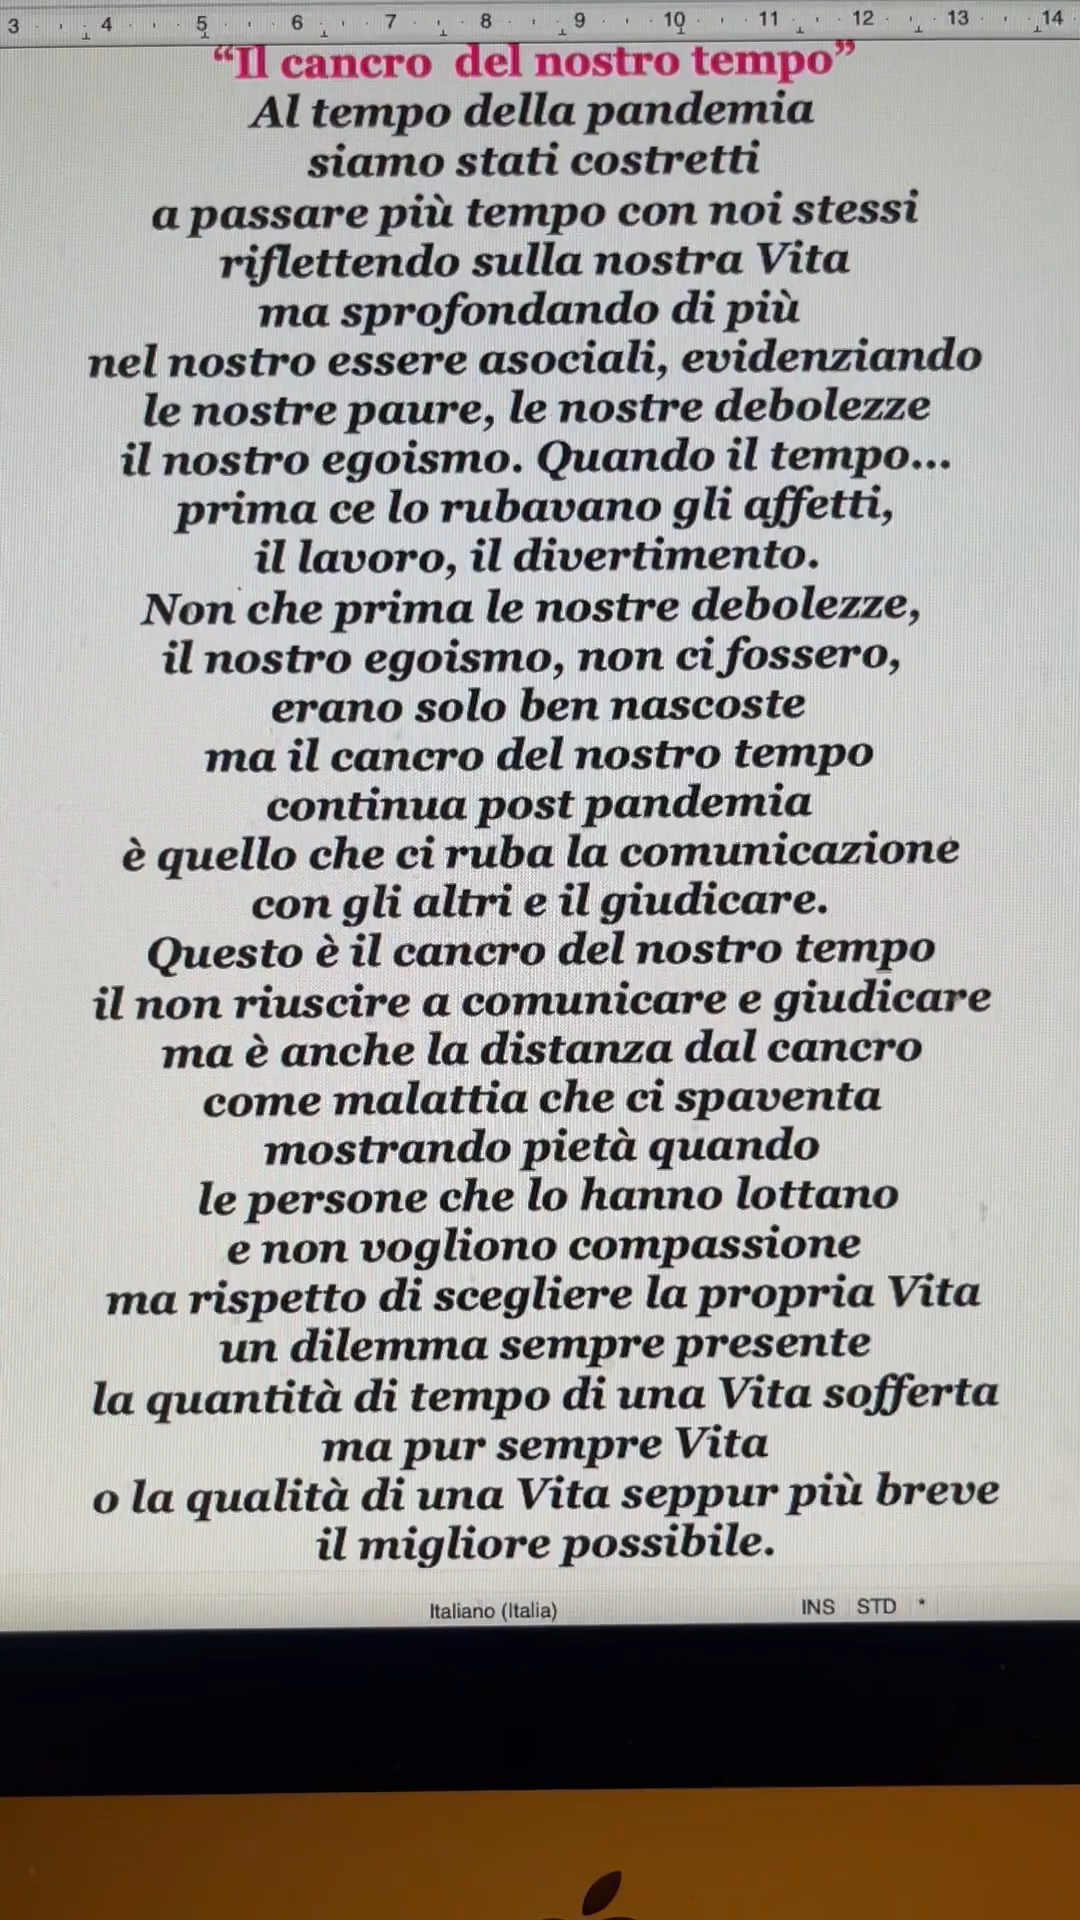 3 4 5 6 7 8 9 10 11 12 13 14
“Il cancro del nostro tempo”
Al tempo della pandemia
siamo stati costretti
a passare più tempo con noi stessi
riflettendo sulla nostra Vita
ma sprofondando di più
nel nostro essere asociali, evidenziando
le nostre paure, le nostre debolezze
il nostro egoismo. Quando il tempo...
prima ce lo rubavano gli affetti,
il lavoro, il divertimento.
Non che prima le nostre debolezze,
il nostro egoismo, non ci fossero,
erano solo ben nascoste
ma il cancro del nostro tempo
continua post pandemia
è quello che ci ruba la comunicazione
con gli altri e il giudicare.
Questo è il cancro del nostro tempo
il non riuscire a comunicare e giudicare
ma è anche la distanza dal cancro
come malattia che ci spaventa
mostrando pietà quando
le persone che lo hanno lottano
e non vogliono compassione
ma rispetto di scegliere la propria Vita
un dilemma sempre presente
la quantità di tempo di una Vita sofferta
ma pur sempre Vita
o la qualità di una Vita seppur più breve
il migliore possibile.
Italiano (Italia) INS STD *